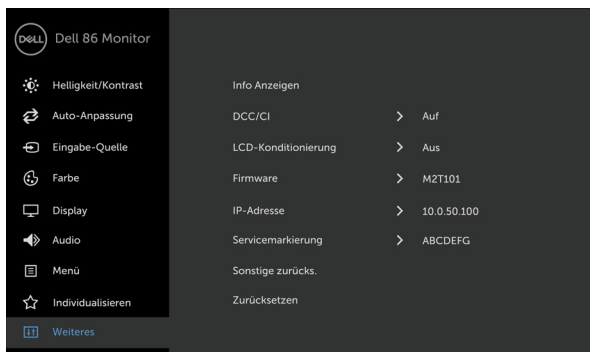 DELL Dell 86 Monitor
Helligkeit/Kontrast
Auto-Anpassung
Eingabe-Quelle
Farbe
Display
Audio
Menü
Individualisieren
Weiteres
Info Anzeigen
DCC/CI > Auf
LCD-Konditionierung > Aus
Firmware > M2T101
IP-Adresse > 10.0.50.100
Servicemarkierung > ABCDEFG
Sonstige zurücks.
Zurücksetzen